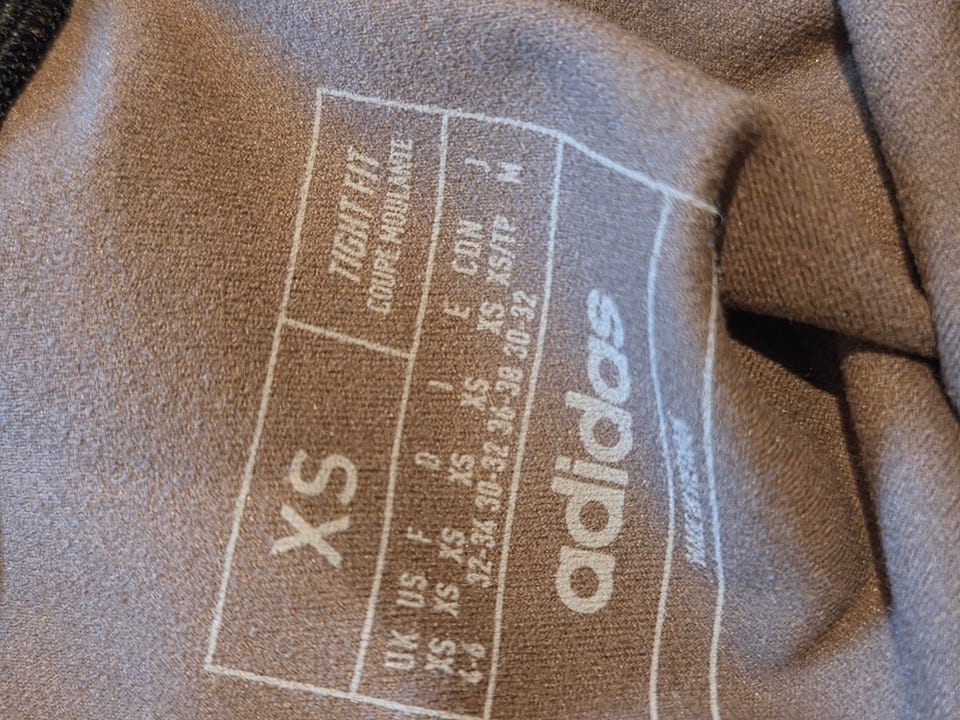 XS
TIGHT FIT
COUPE MOULANTE
UK US F D I E CDN J
XS XS XS XS XS XS XS/TP M
4-6 32-34 30-32 36-38 30-32
adidas